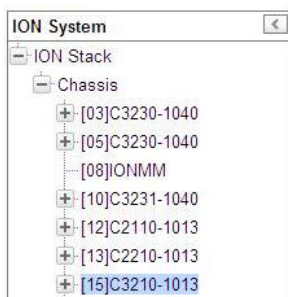 ION System
ION Stack
Chassis
[03]C3230-1040
[05]C3230-1040
[08]IONMM
[10]C3231-1040
[12]C2110-1013
[13]C2210-1013
[15]C3210-1013